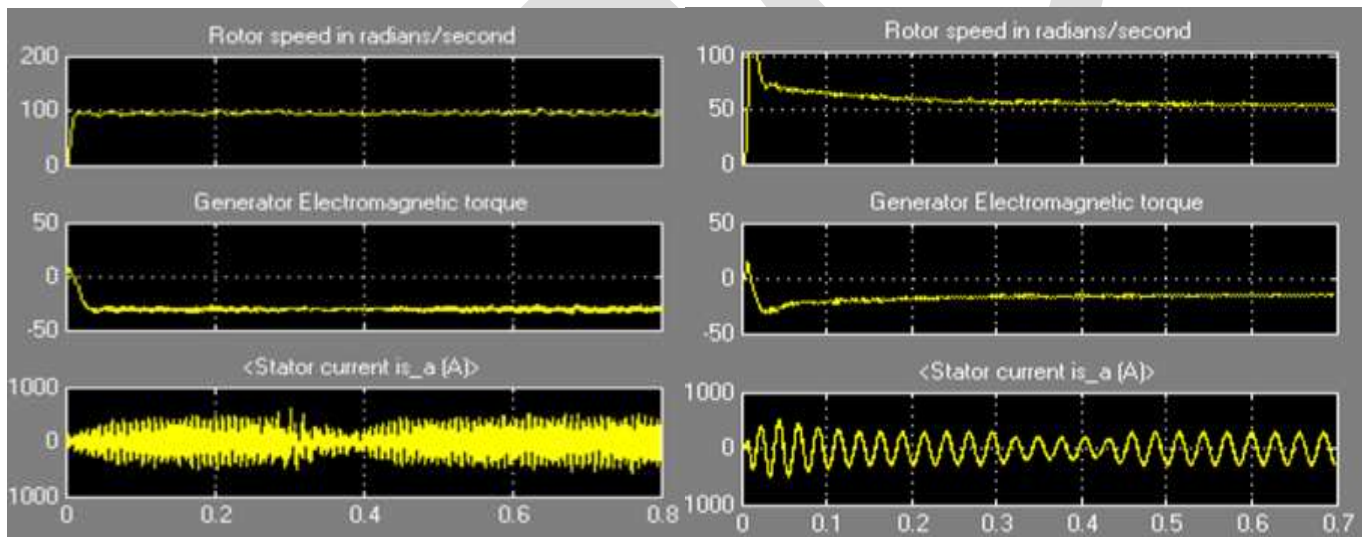 Rotor speed in radians/second
200
100
0
Generator Electromagnetic torque
50
0
-50
<Stator current is_a (A)>
1000
0
1000
0 0.2 0.4 0.6 0.8
Rotor speed in radians/second
100
50
0
Generator Electromagnetic torque
50
0
-50
<Stator current is_a (A)>
1000
0
1000
0 0.1 0.2 0.3 0.4 0.5 0.6 0.7